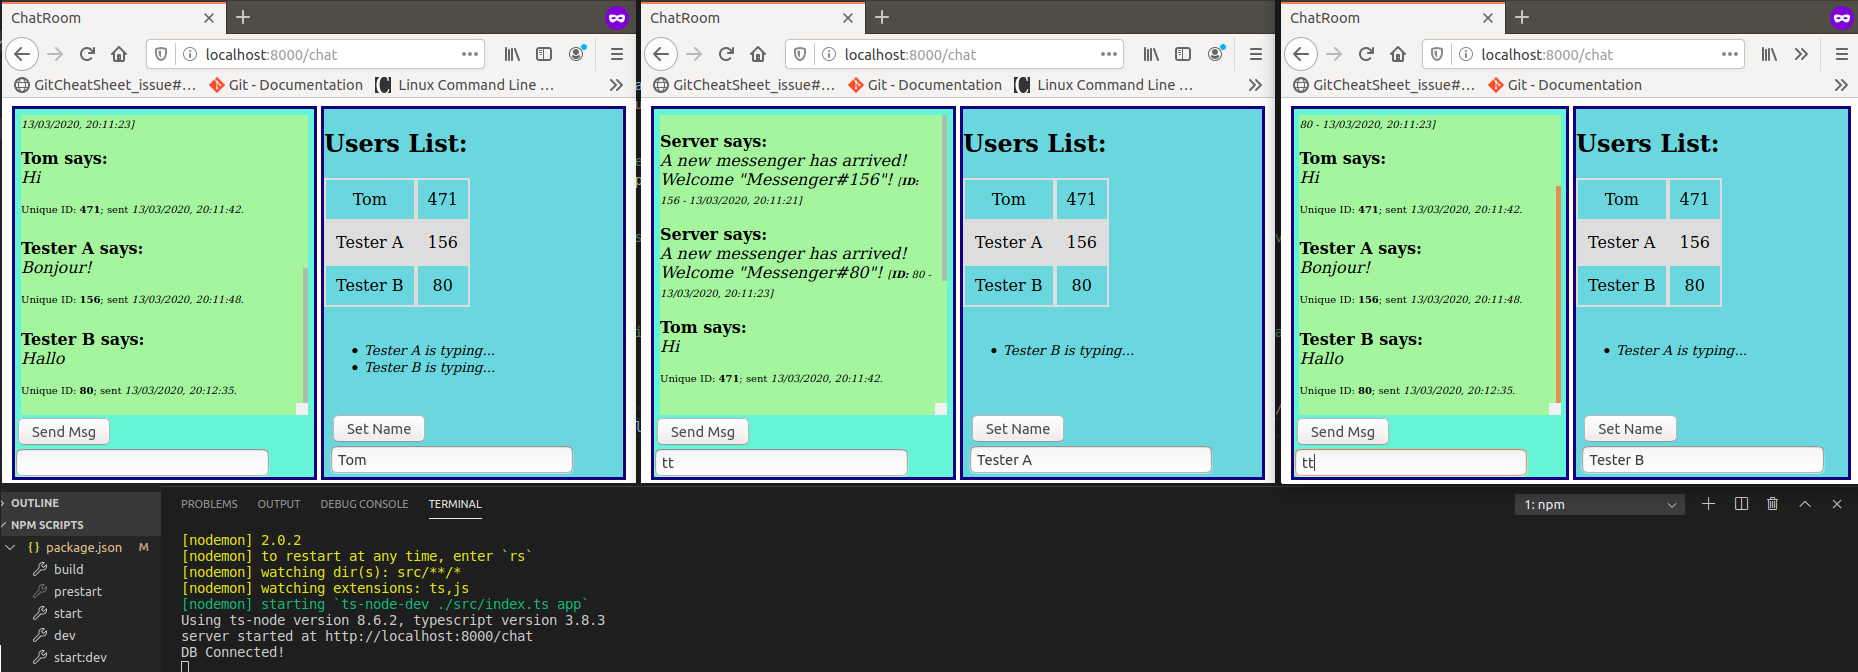 ChatRoom
localhost:8000/chat
GitCheatSheet_issue#… Git - Documentation Linux Command Line …
13/03/2020, 20:11:23]
Tom says:
Hi
Unique ID: 471; sent 13/03/2020, 20:11:42.
Tester A says:
Bonjour!
Unique ID: 156; sent 13/03/2020, 20:11:48.
Tester B says:
Hallo
Unique ID: 80; sent 13/03/2020, 20:12:35.
Send Msg
Users List:
Tom 471
Tester A 156
Tester B 80
Tester A is typing...
Tester B is typing...
Set Name
Tom
ChatRoom
localhost:8000/chat
GitCheatSheet_issue#… Git - Documentation Linux Command Line …
Server says:
A new messenger has arrived!
Welcome "Messenger#156"! [ID:
156 - 13/03/2020, 20:11:21]
Server says:
A new messenger has arrived!
Welcome "Messenger#80"! [ID: 80 -
13/03/2020, 20:11:23]
Tom says:
Hi
Unique ID: 471; sent 13/03/2020, 20:11:42.
Send Msg
tt
Users List:
Tom 471
Tester A 156
Tester B 80
Tester B is typing...
Set Name
Tester A
ChatRoom
localhost:8000/chat
GitCheatSheet_issue#… Git - Documentation
80 - 13/03/2020, 20:11:23]
Tom says:
Hi
Unique ID: 471; sent 13/03/2020, 20:11:42.
Tester A says:
Bonjour!
Unique ID: 156; sent 13/03/2020, 20:11:48.
Tester B says:
Hallo
Unique ID: 80; sent 13/03/2020, 20:12:35.
Send Msg
tt
Users List:
Tom 471
Tester A 156
Tester B 80
Tester A is typing...
Set Name
Tester B
OUTLINE
NPM SCRIPTS
{} package.json M
build
prestart
start
dev
start:dev
PROBLEMS OUTPUT DEBUG CONSOLE TERMINAL
1: npm
[nodemon] 2.0.2
[nodemon] to restart at any time, enter `rs`
[nodemon] watching dir(s): src/**/*
[nodemon] watching extensions: ts,js
[nodemon] starting `ts-node-dev ./src/index.ts app`
Using ts-node version 8.6.2, typescript version 3.8.3
server started at http://localhost:8000/chat
DB Connected!